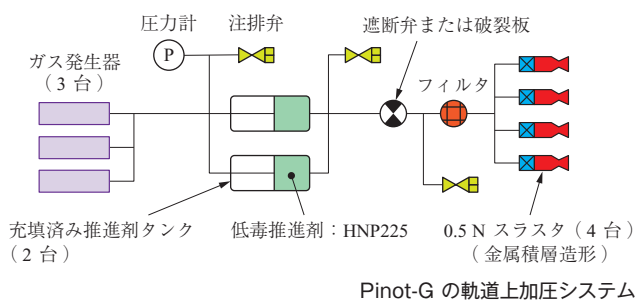 圧力計
注排弁
遮断弁または破裂板
ガス発生器
(3 台)
P
フィルタ
充填済み推進剤タンク
(2 台)
低毒推進剤：HNP225
0.5 N スラスタ(4 台)
(金属積層造形)
Pinot-G の軌道上加圧システム